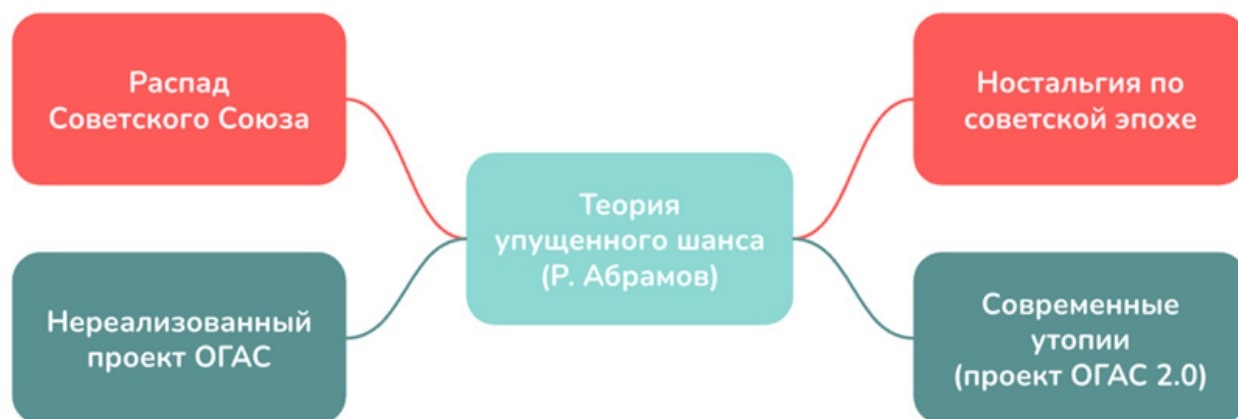 Распад
Советского Союза
Ностальгия по
советской эпохе
Теория
упущенного шанса
(Р. Абрамов)
Нереализованный
проект ОГАС
Современные
утопии
(проект ОГАС 2.0)